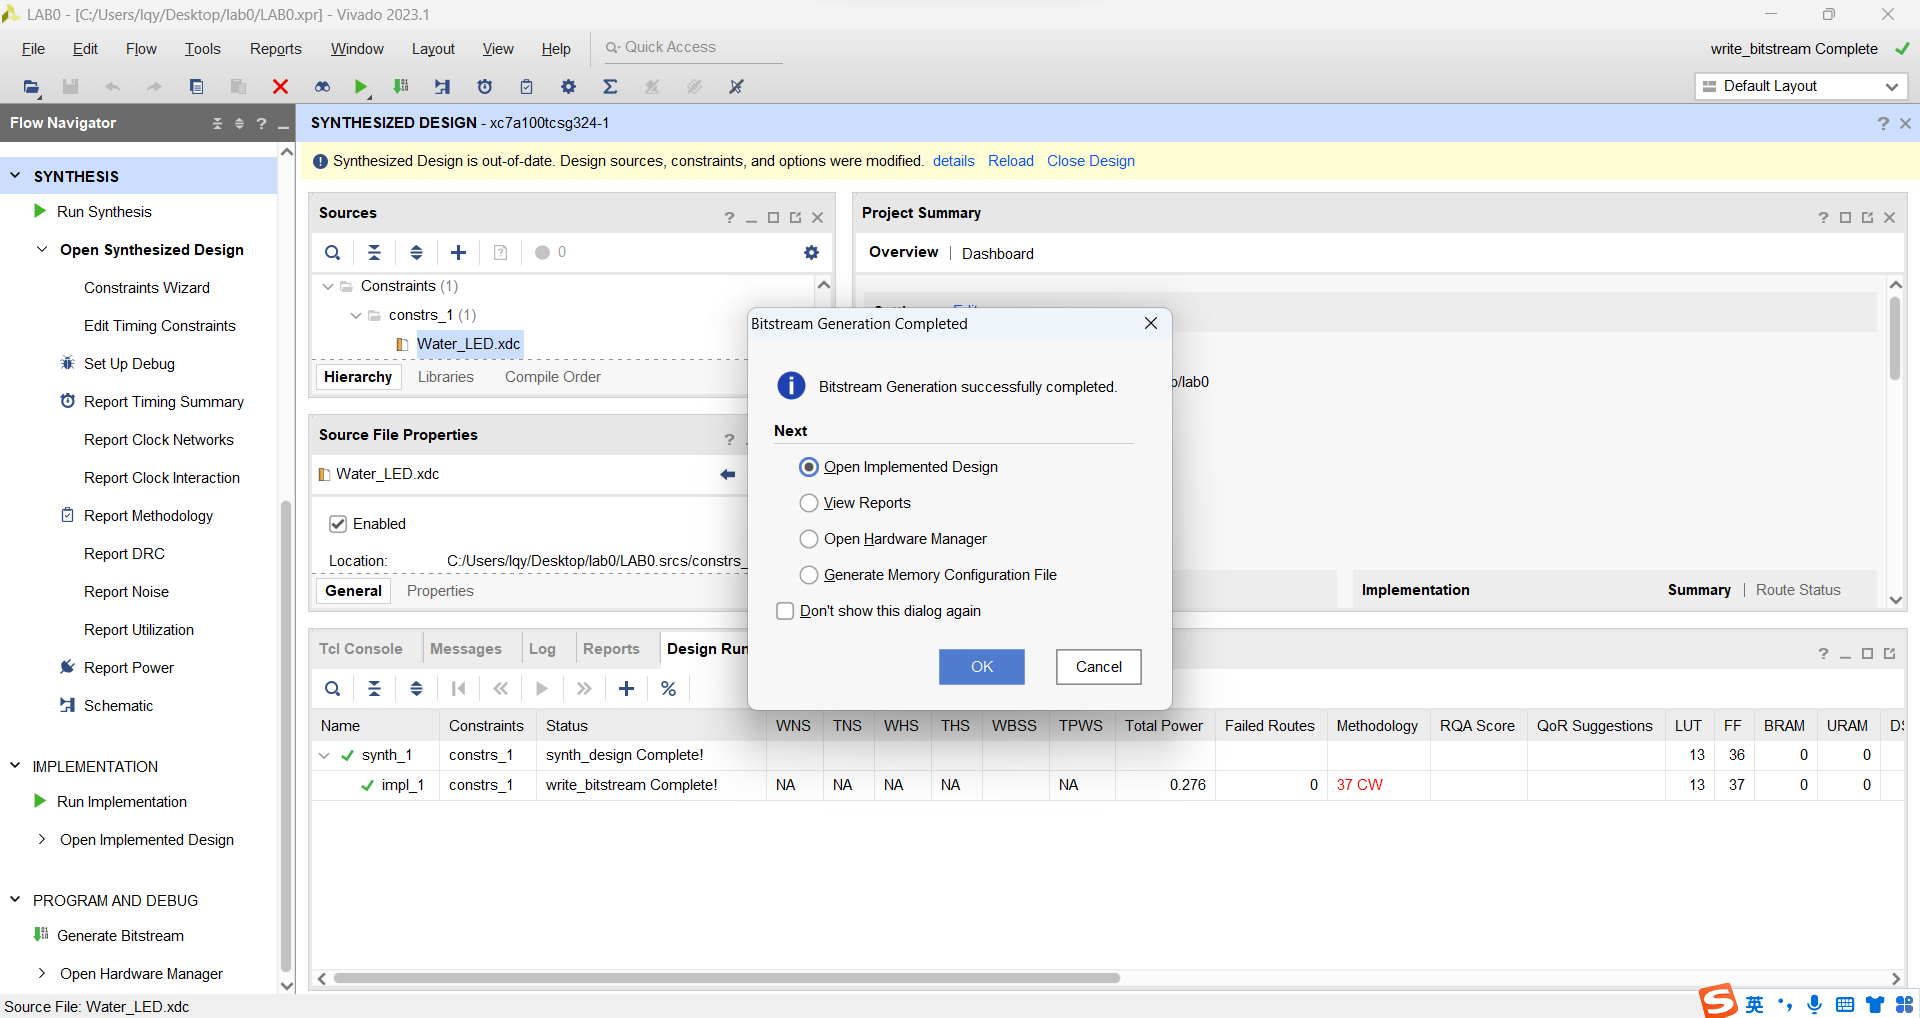 LAB0 - [C:/Users/lqy/Desktop/lab0/LAB0.xpr] - Vivado 2023.1
File Edit Flow Tools Reports Window Layout View Help Quick Access
write_bitstream Complete
Default Layout
Flow Navigator
SYNTHESIZED DESIGN - xc7a100tcsg324-1
Synthesized Design is out-of-date. Design sources, constraints, and options were modified. details Reload Close Design
SYNTHESIS
Run Synthesis
Open Synthesized Design
Constraints Wizard
Edit Timing Constraints
Set Up Debug
Report Timing Summary
Report Clock Networks
Report Clock Interaction
Report Methodology
Report DRC
Report Noise
Report Utilization
Report Power
Schematic
IMPLEMENTATION
Run Implementation
Open Implemented Design
PROGRAM AND DEBUG
Generate Bitstream
Open Hardware Manager
Sources
0
Constraints (1)
constrs_1 (1)
Water_LED.xdc
Hierarchy Libraries Compile Order
Source File Properties
Water_LED.xdc
Enabled
Location: C:/Users/lqy/Desktop/lab0/LAB0.srcs/constrs_
General Properties
Project Summary
Overview | Dashboard
/lab0
Implementation Summary | Route Status
Bitstream Generation Completed
Bitstream Generation successfully completed.
Next
Open Implemented Design
View Reports
Open Hardware Manager
Generate Memory Configuration File
Don't show this dialog again
OK Cancel
Tcl Console Messages Log Reports Design Run
Name Constraints Status WNS TNS WHS THS WBSS TPWS Total Power Failed Routes Methodology RQA Score QoR Suggestions LUT FF BRAM URAM DS
synth_1 constrs_1 synth_design Complete! 13 36 0 0
impl_1 constrs_1 write_bitstream Complete! NA NA NA NA NA 0.276 0 37 CW 13 37 0 0
Source File: Water_LED.xdc
英